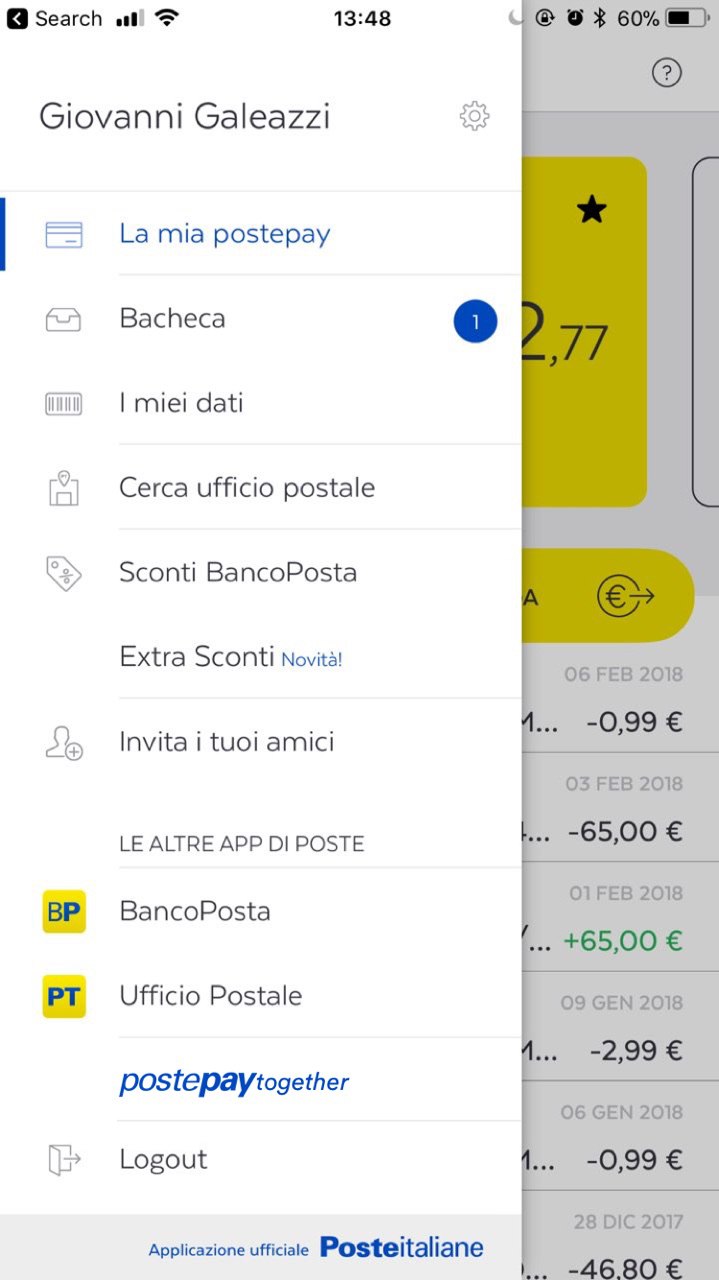 Search 13:48 60%
Giovanni Galeazzi
La mia postepay
Bacheca 1
I miei dati
Cerca ufficio postale
Sconti BancoPosta
Extra Sconti Novità!
Invita i tuoi amici
LE ALTRE APP DI POSTE
BP BancoPosta
PT Ufficio Postale
postepaytogether
Logout
Applicazione ufficiale Posteitaliane
?
2,77
A €
06 FEB 2018
M... -0,99 €
03 FEB 2018
... -65,00 €
01 FEB 2018
... +65,00 €
09 GEN 2018
M... -2,99 €
06 GEN 2018
M... -0,99 €
28 DIC 2017
... -46,80 €